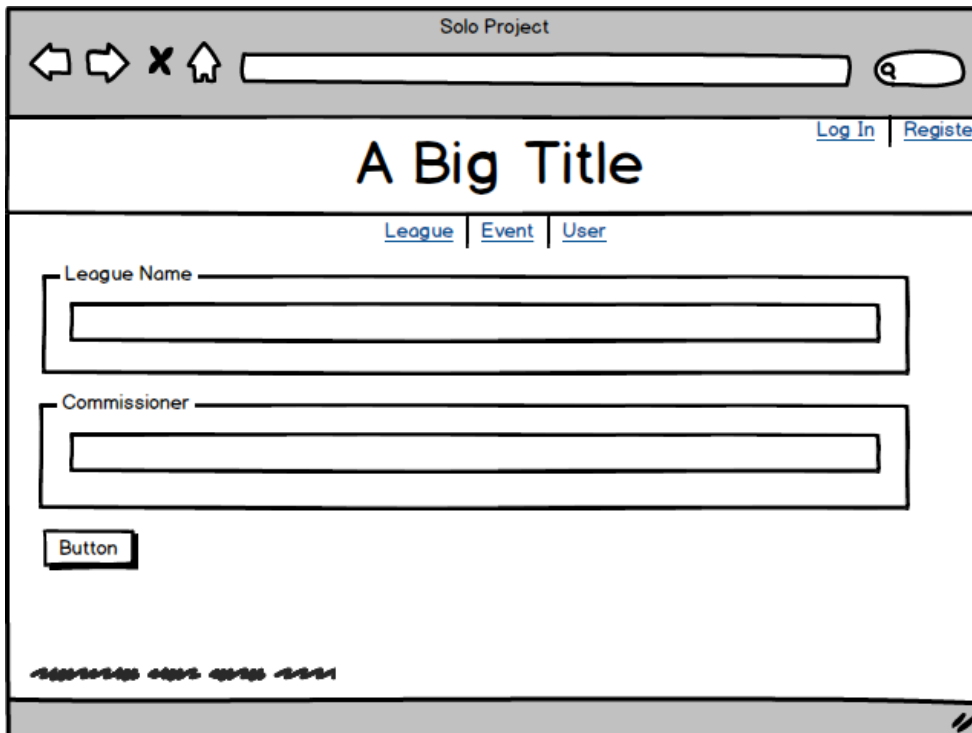 Solo Project
Log In | Registe
A Big Title
League | Event | User
League Name
Commissioner
Button